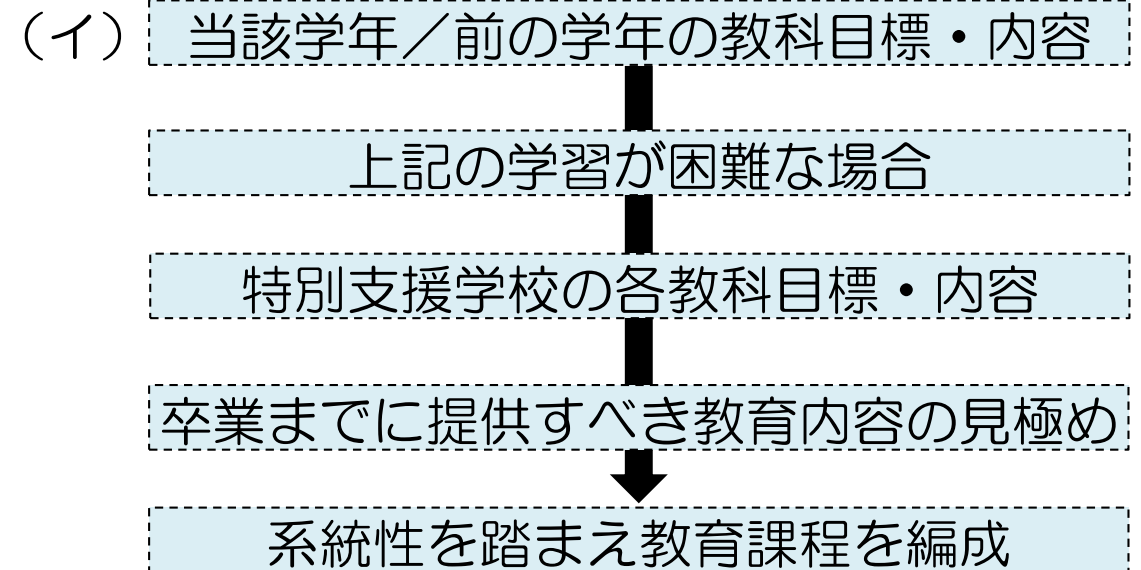 （イ）当該学年／前の学年の教科目標・内容
上記の学習が困難な場合
特別支援学校の各教科目標・内容
卒業までに提供すべき教育内容の見極め
系統性を踏まえ教育課程を編成